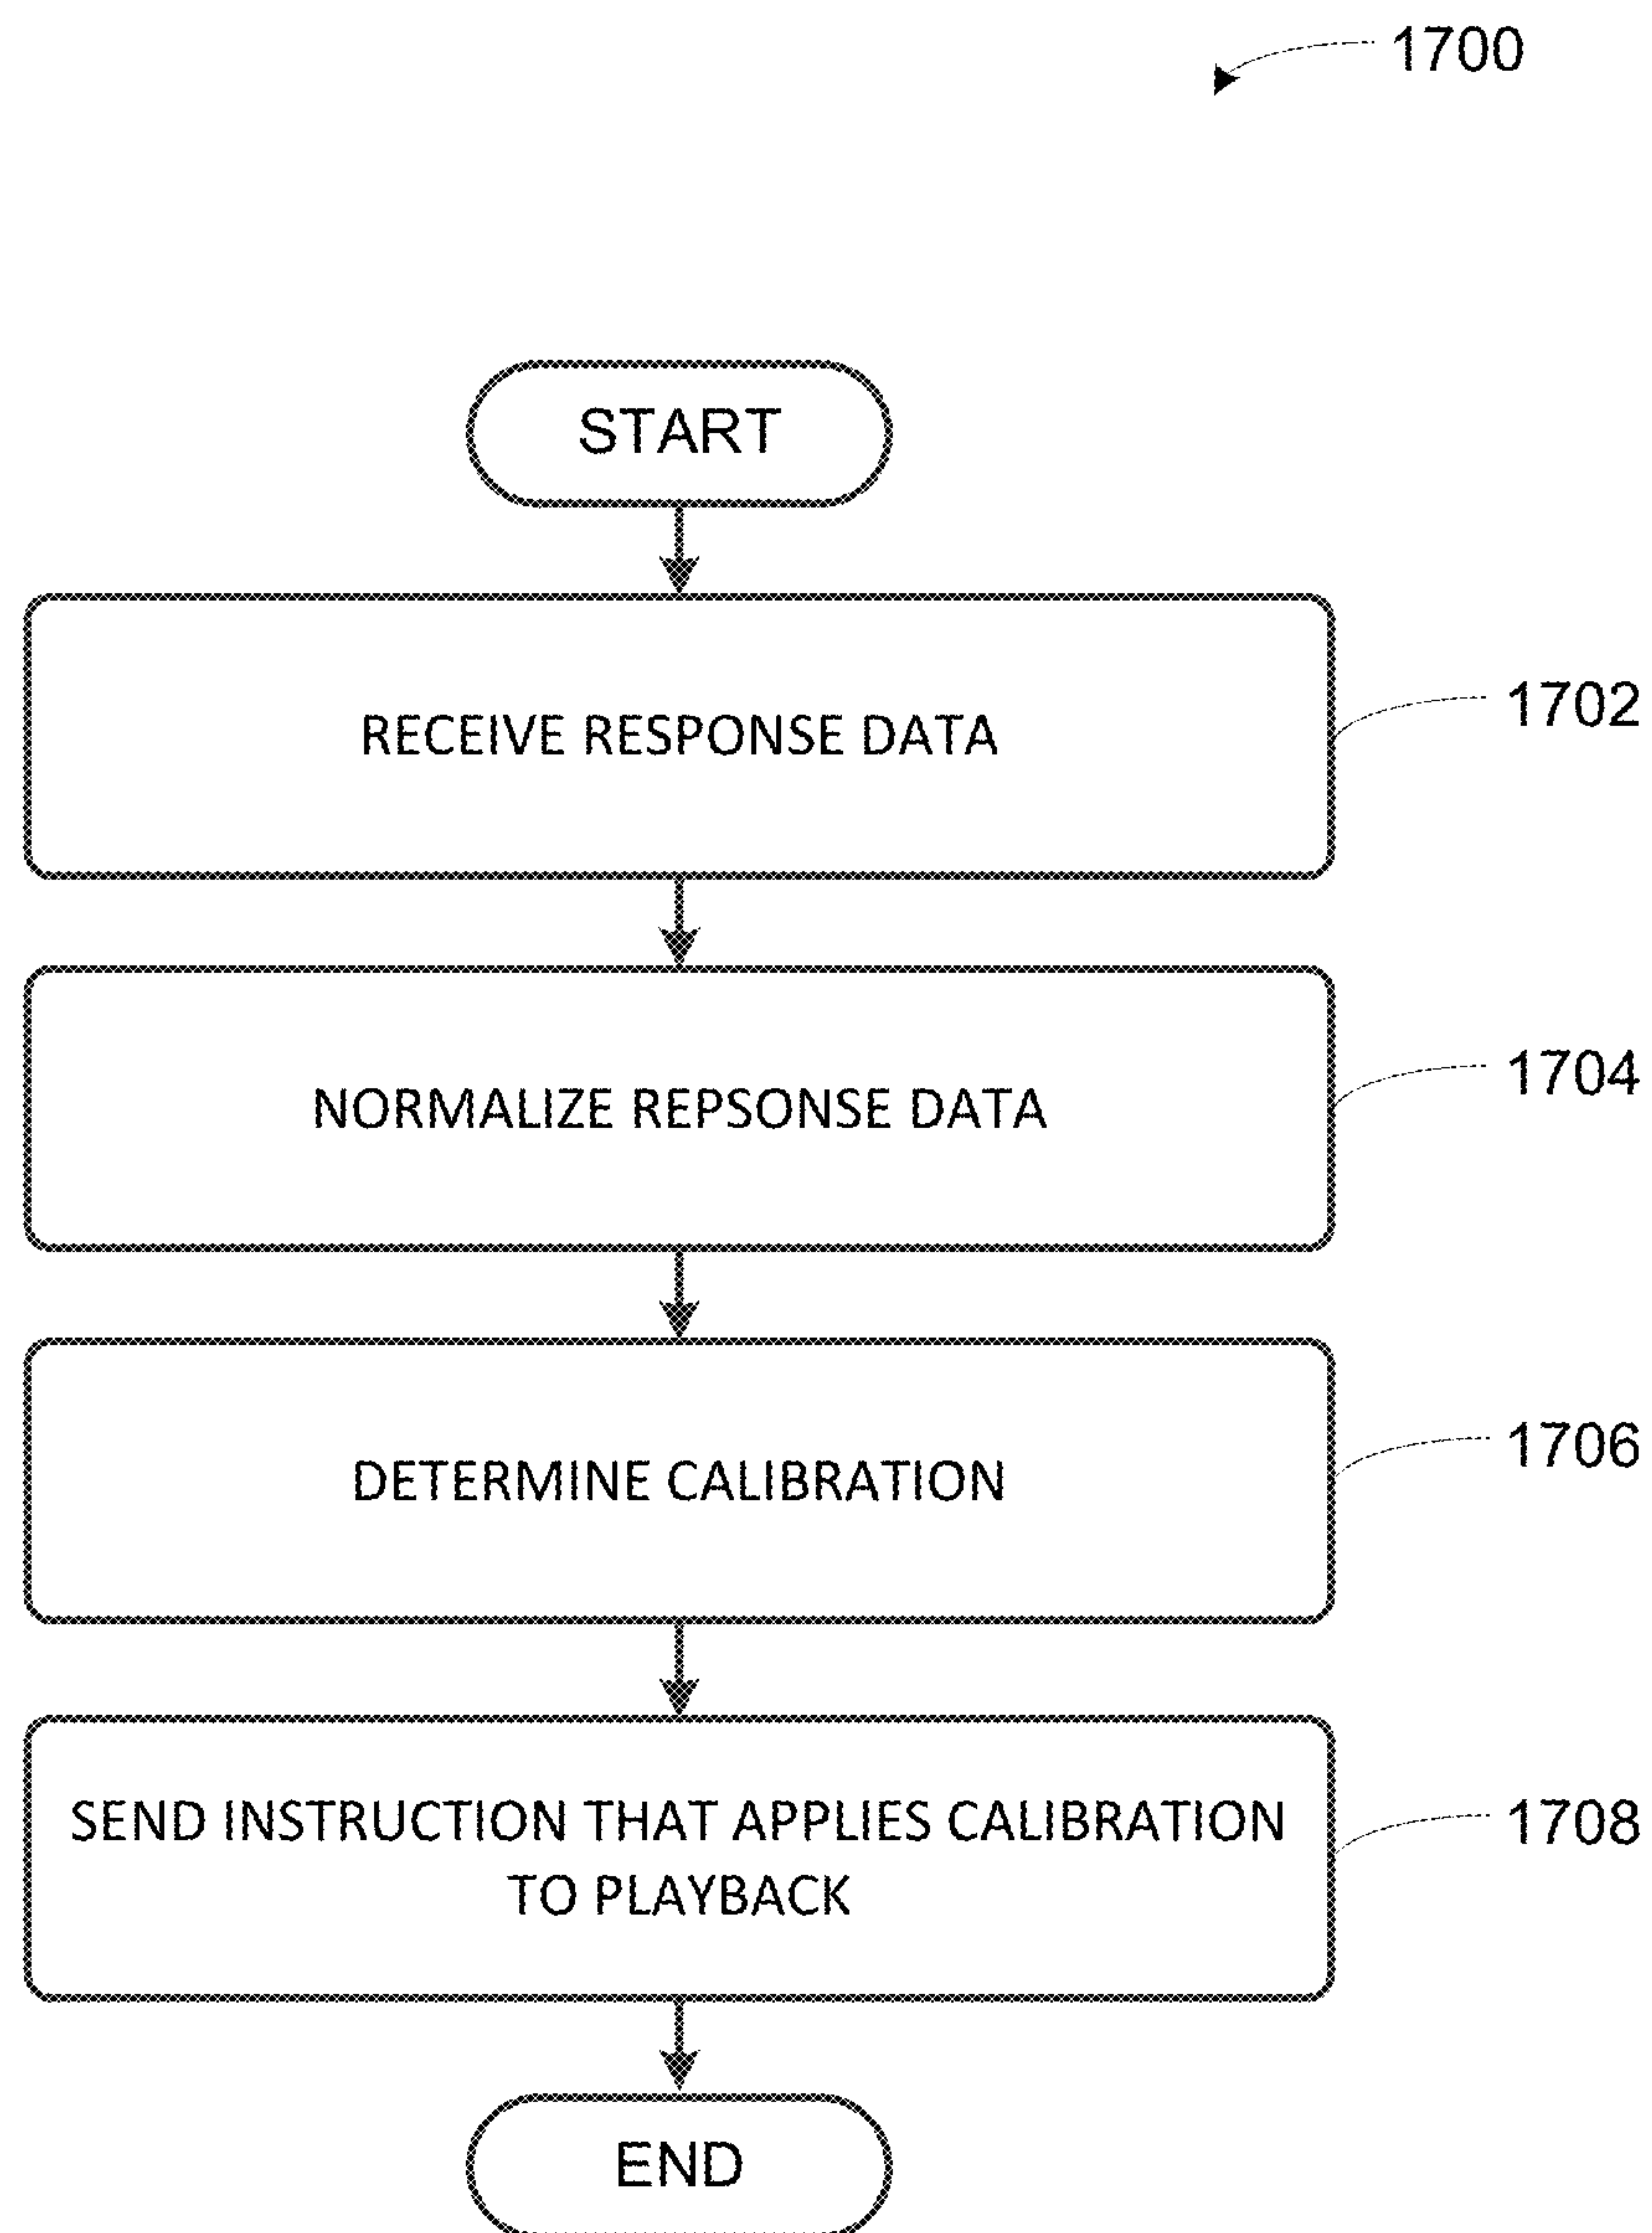 1700
START
RECEIVE RESPONSE DATA
1702
NORMALIZE REPSONSE DATA
1704
DETERMINE CALIBRATION
1706
SEND INSTRUCTION THAT APPLIES CALIBRATION
TO PLAYBACK
1708
END